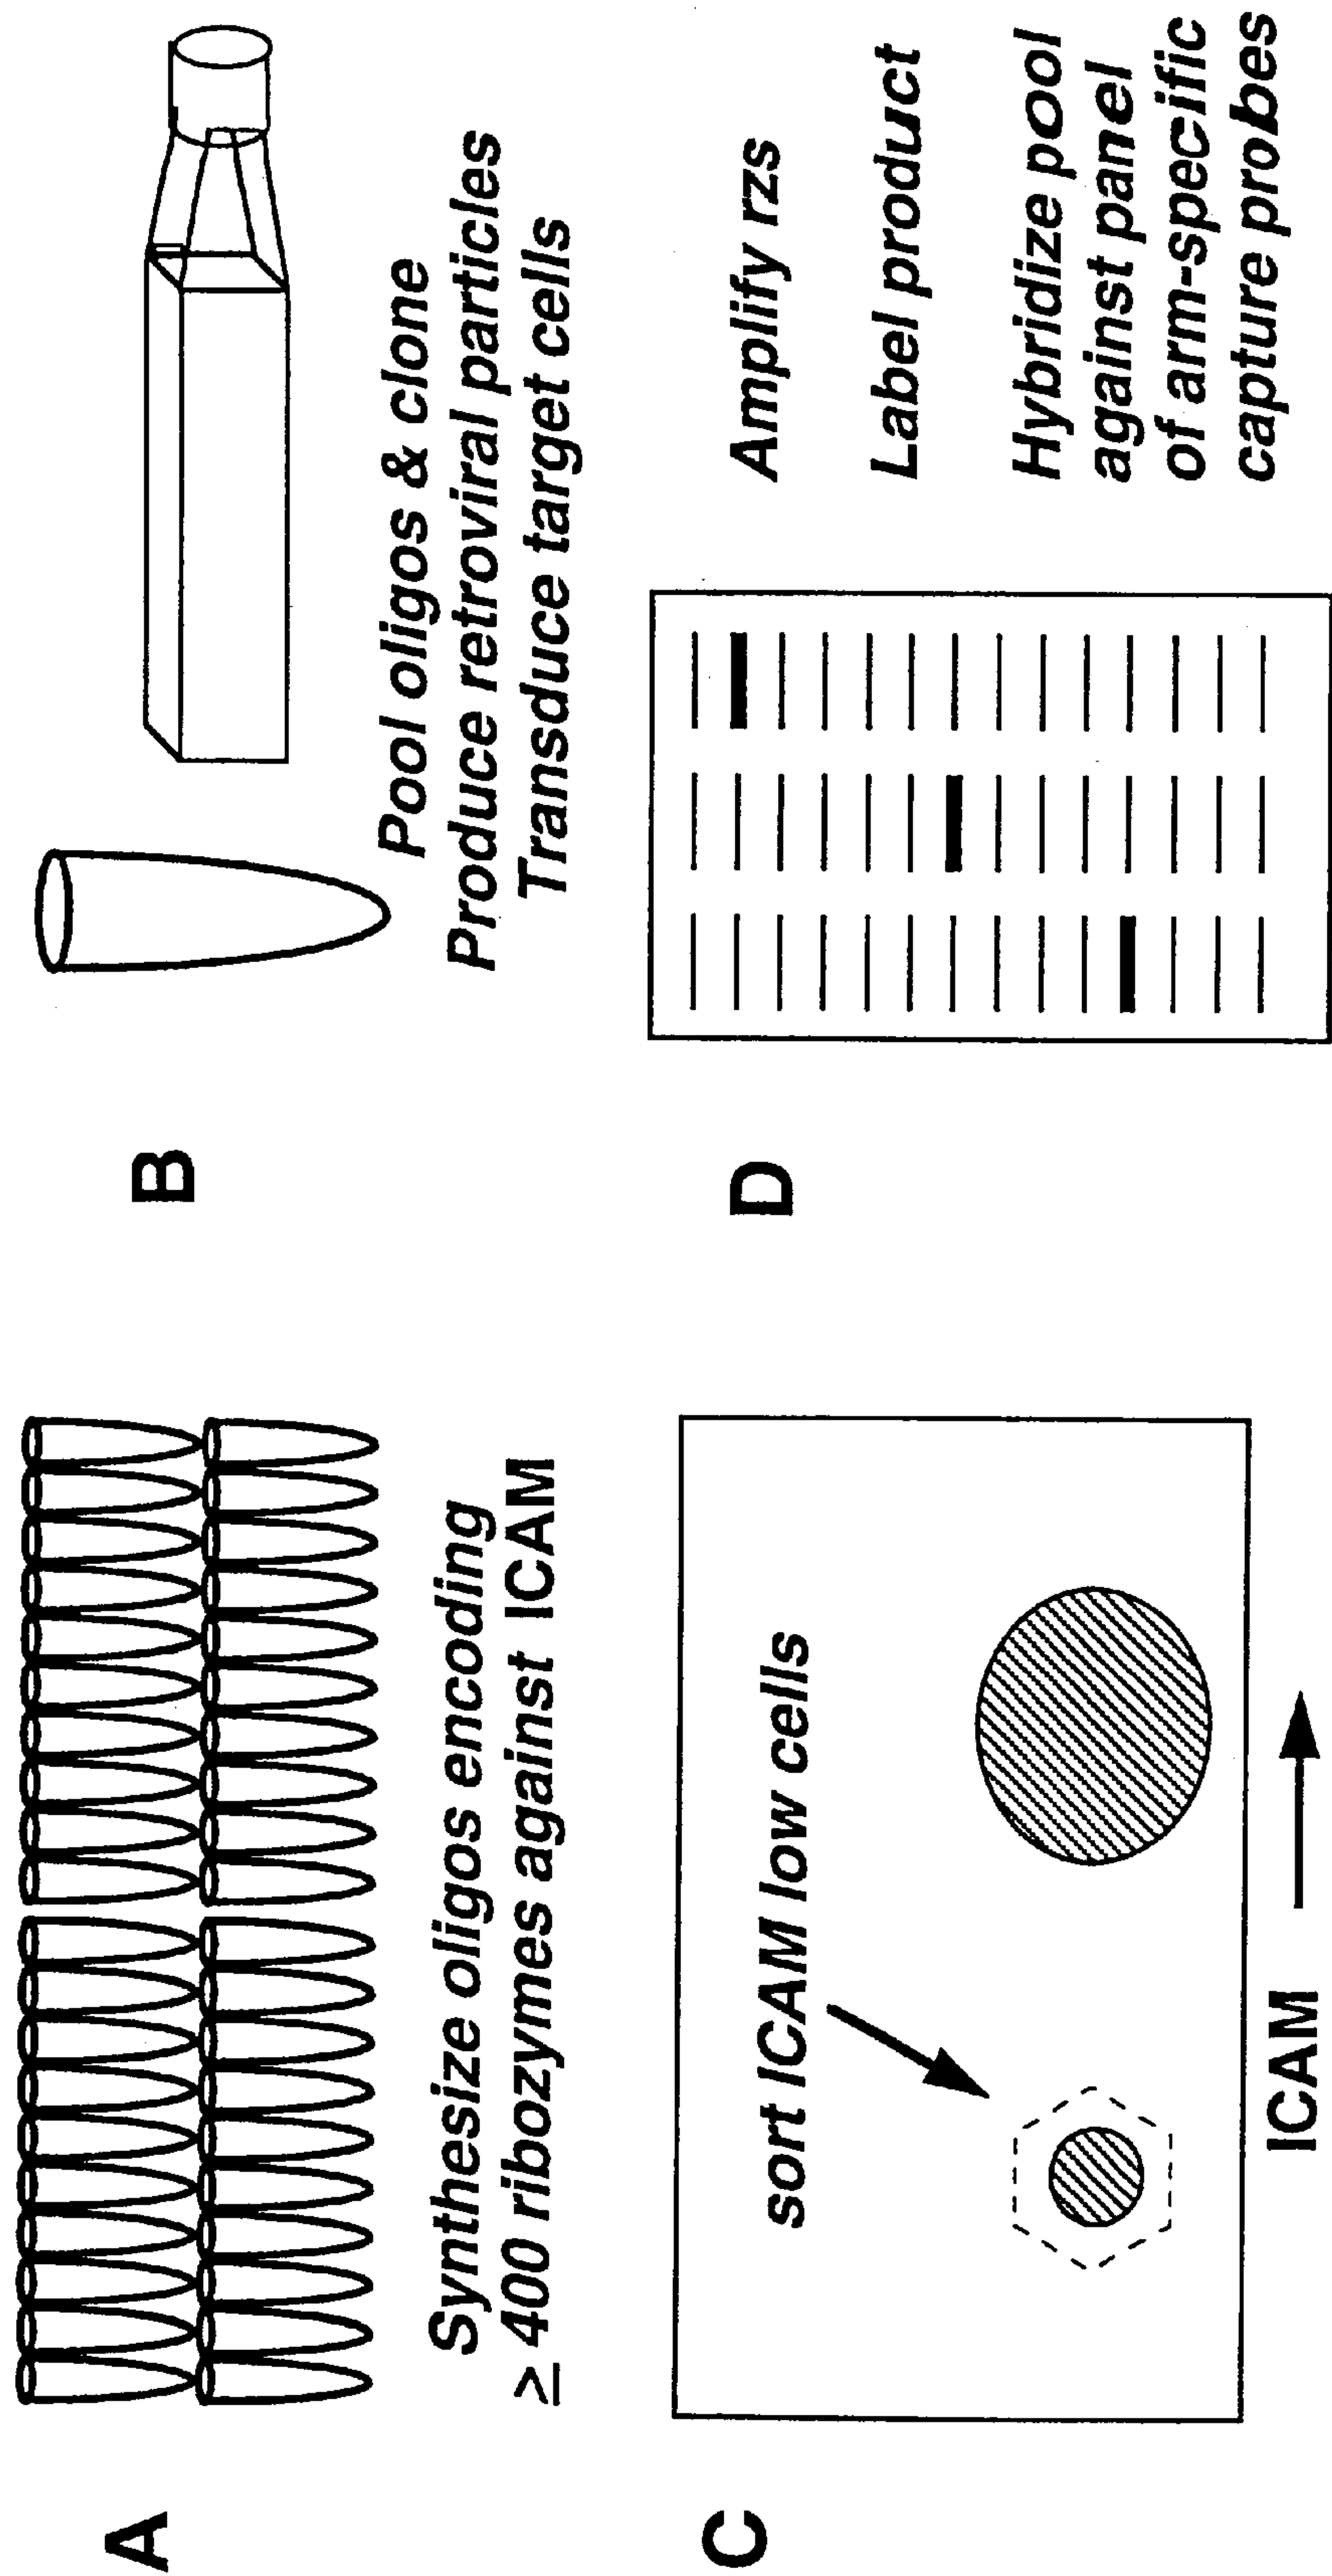 A
Synthesize oligos encoding
≥ 400 ribozymes against ICAM
B
Pool oligos & clone
Produce retroviral particles
Transduce target cells
C
sort ICAM low cells
ICAM
D
Amplify rzs
Label product
Hybridize pool
against panel
of arm-specific
capture probes